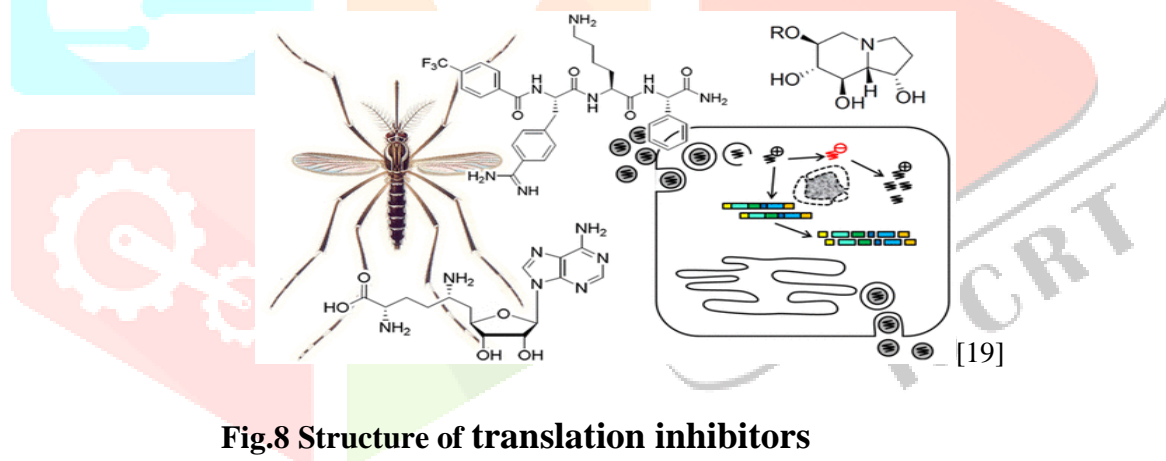 NH₂
F₃C
O
H
N
O
N
H
H
N
O
O
NH₂
H₂N
NH
RO
N
HO
OH
H
OH
NH₂
N
N
N
N
O
HO
NH₂
NH₂
O
OH
OH
[19]
CRT
Fig.8 Structure of translation inhibitors